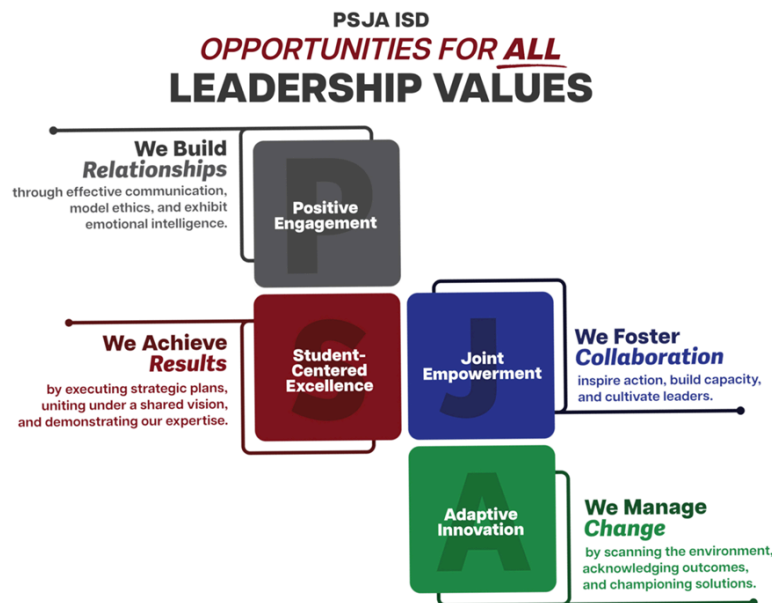 PSJA ISD
OPPORTUNITIES FOR ALL
LEADERSHIP VALUES
We Build
Relationships
through effective communication,
model ethics, and exhibit
emotional intelligence.
P
Positive
Engagement
We Achieve
Results
by executing strategic plans,
uniting under a shared vision,
and demonstrating our expertise.
S
Student-
Centered
Excellence
J
Joint
Empowerment
We Foster
Collaboration
inspire action, build capacity,
and cultivate leaders.
A
Adaptive
Innovation
We Manage
Change
by scanning the environment,
acknowledging outcomes,
and championing solutions.